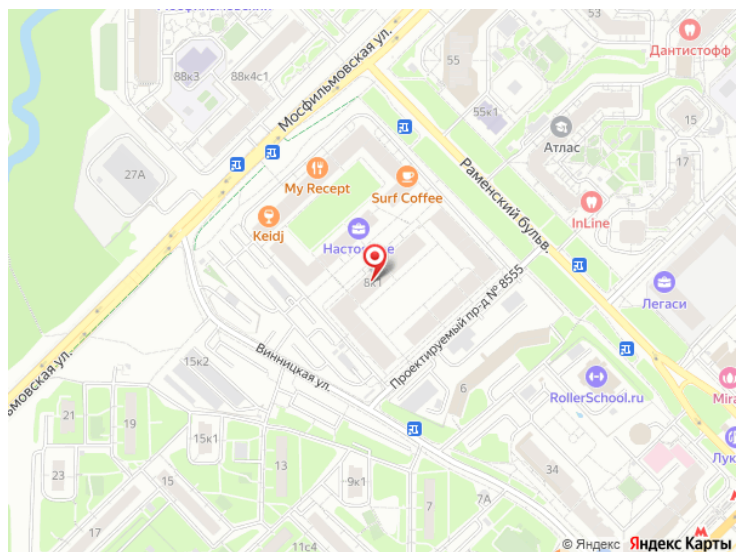 53
Дантистофф
88к3
88к4с1
Мосфильмовская ул.
55
55к1
15
Атлас
27А
My Recept
Surf Coffee
17
Раменский бульв.
InLine
Keidj
8к1
Проектируемый пр-д № 8555
Легаси
15к2
Винницкая ул.
6
RollerSchool.ru
21
19
15к1
13
23
9к1
34
7
7А
17
15
11с4
© Яндекс Яндекс Карты